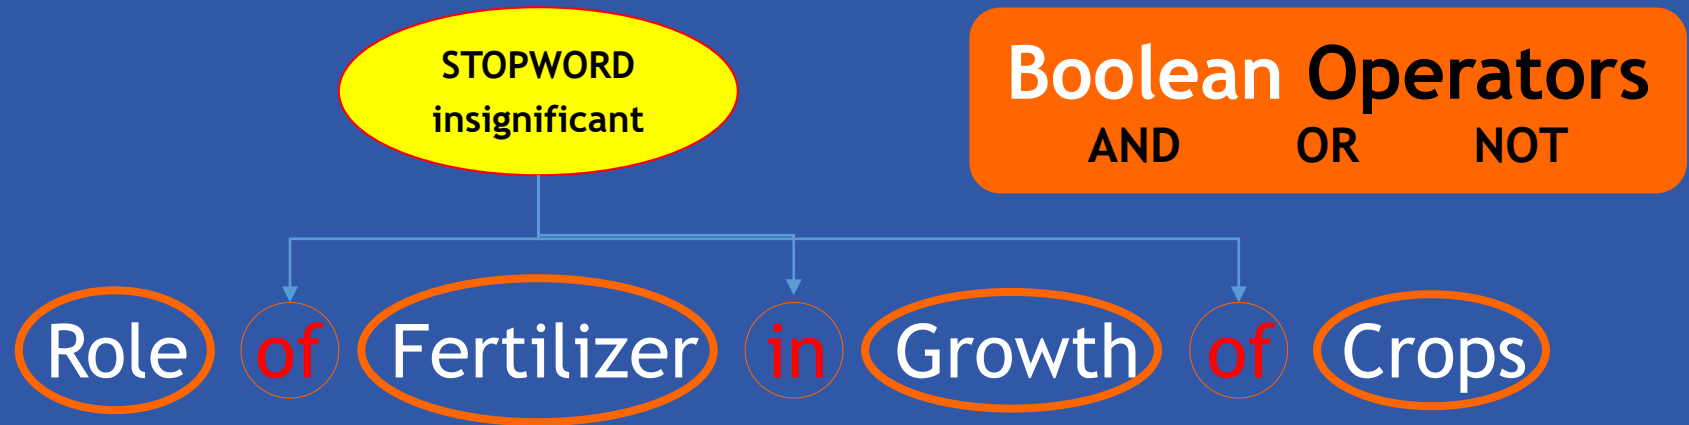 STOPWORD
insignificant
Boolean Operators
AND OR NOT
Role of Fertilizer in Growth of Crops